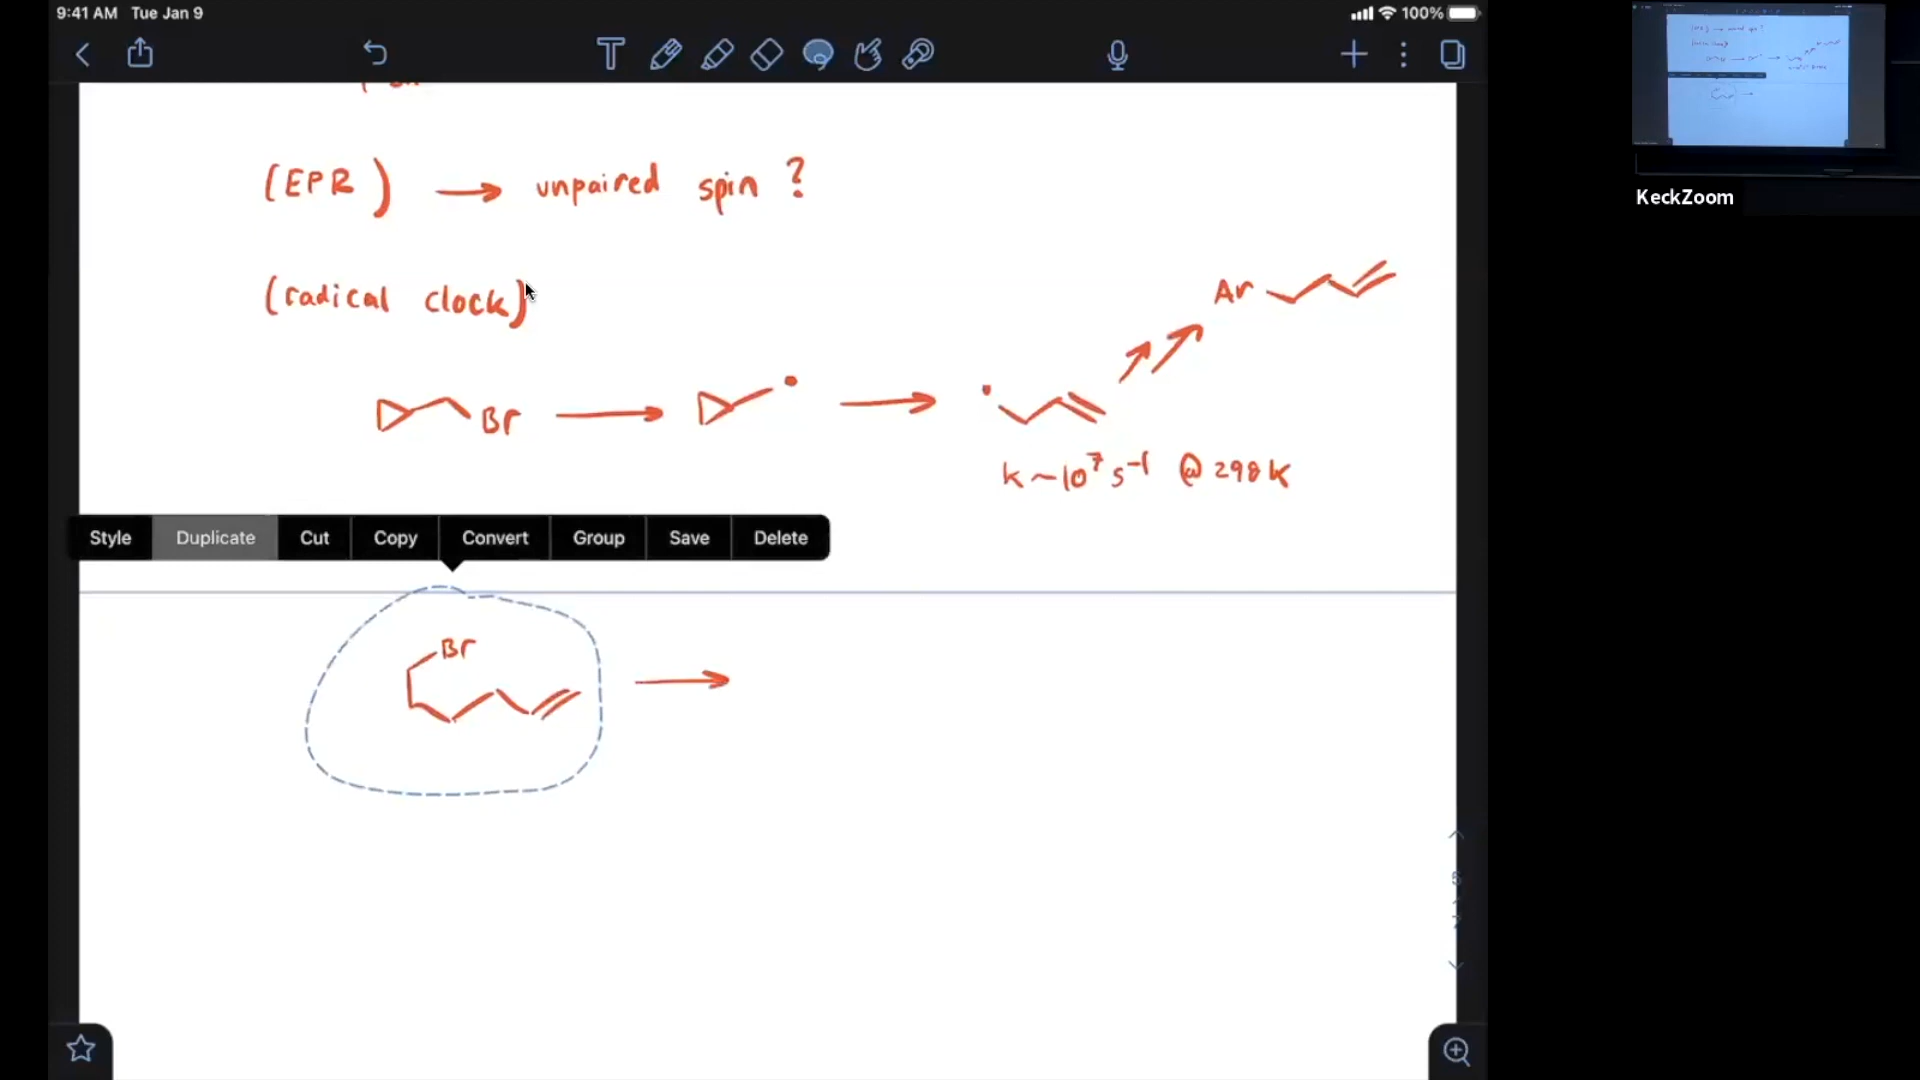 9:41 AM Tue Jan 9
100%
(EPR) → unpaired spin ?
KeckZoom
(radical clock)
Ar
Br
k ~ 10⁷ s⁻¹ @ 298 K
Style Duplicate Cut Copy Convert Group Save Delete
Br